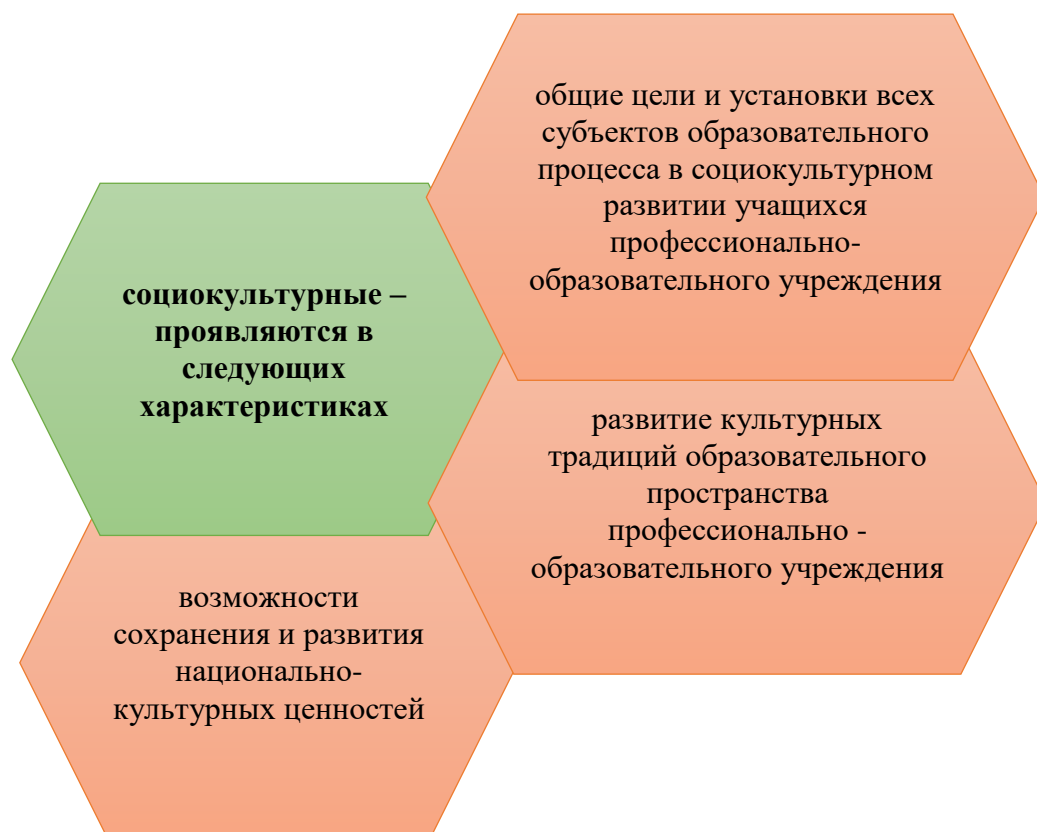 социокультурные –
проявляются в
следующих
характеристиках
общие цели и установки всех
субъектов образовательного
процесса в социокультурном
развитии учащихся
профессионально-
образовательного учреждения
развитие культурных
традиций образовательного
пространства
профессионально -
образовательного учреждения
возможности
сохранения и развития
национально-
культурных ценностей